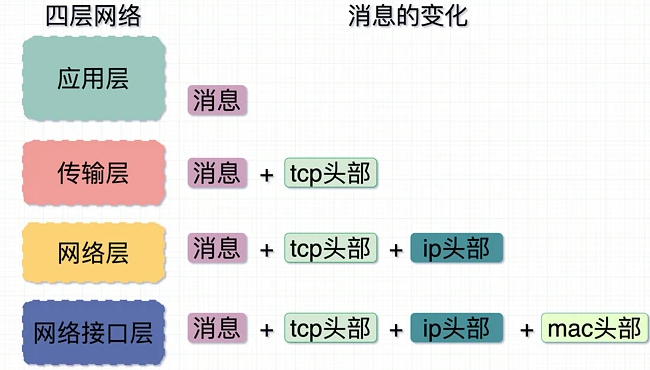 四层网络 消息的变化
应用层
消息
传输层 消息 + tcp头部
网络层 消息 + tcp头部 + ip头部
网络接口层 消息 + tcp头部 + ip头部 + mac头部